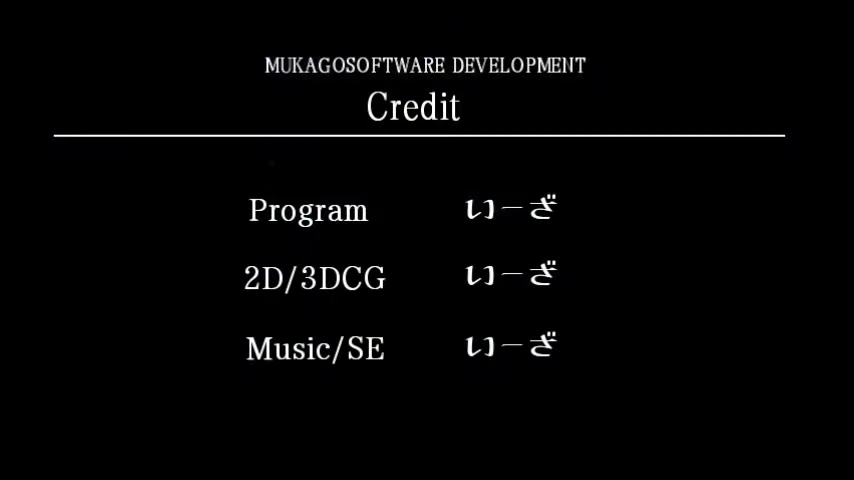 MUKAGOSOFTWARE DEVELOPMENT
Credit
Program いーざ
2D/3DCG いーざ
Music/SE いーざ